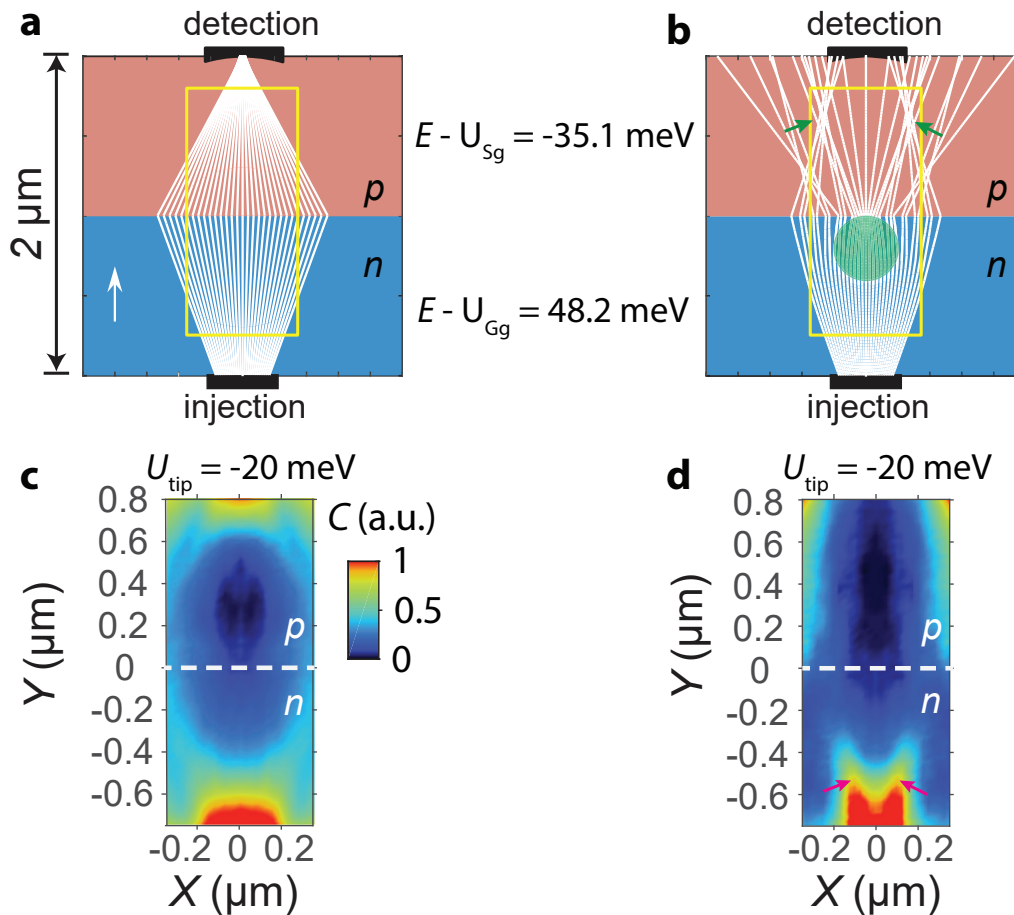 a
detection
2 µm
p
n
injection
E - U_Sg = -35.1 meV
E - U_Gg = 48.2 meV
b
detection
p
n
injection
c
U_tip = -20 meV
C (a.u.)
1
0.5
0
Y (µm)
0.8
0.6
0.4
0.2
0
-0.2
-0.4
-0.6
p
n
-0.2
0
0.2
X (µm)
d
U_tip = -20 meV
Y (µm)
0.8
0.6
0.4
0.2
0
-0.2
-0.4
-0.6
p
n
-0.2
0
0.2
X (µm)